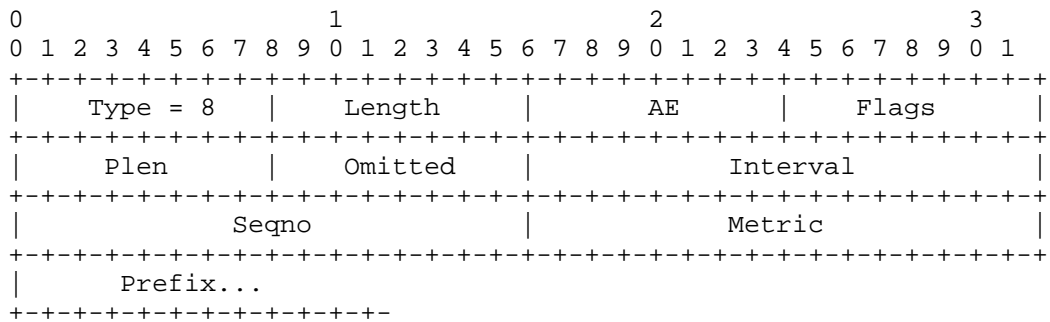 0                   1                   2                   3
0 1 2 3 4 5 6 7 8 9 0 1 2 3 4 5 6 7 8 9 0 1 2 3 4 5 6 7 8 9 0 1
+-+-+-+-+-+-+-+-+-+-+-+-+-+-+-+-+-+-+-+-+-+-+-+-+-+-+-+-+-+-+-+-+
|    Type = 8   |    Length     |       AE      |    Flags      |
+-+-+-+-+-+-+-+-+-+-+-+-+-+-+-+-+-+-+-+-+-+-+-+-+-+-+-+-+-+-+-+-+
|     Plen      |    Omitted    |            Interval           |
+-+-+-+-+-+-+-+-+-+-+-+-+-+-+-+-+-+-+-+-+-+-+-+-+-+-+-+-+-+-+-+-+
|             Seqno             |            Metric             |
+-+-+-+-+-+-+-+-+-+-+-+-+-+-+-+-+-+-+-+-+-+-+-+-+-+-+-+-+-+-+-+-+
|      Prefix...
+-+-+-+-+-+-+-+-+-+-+-+-